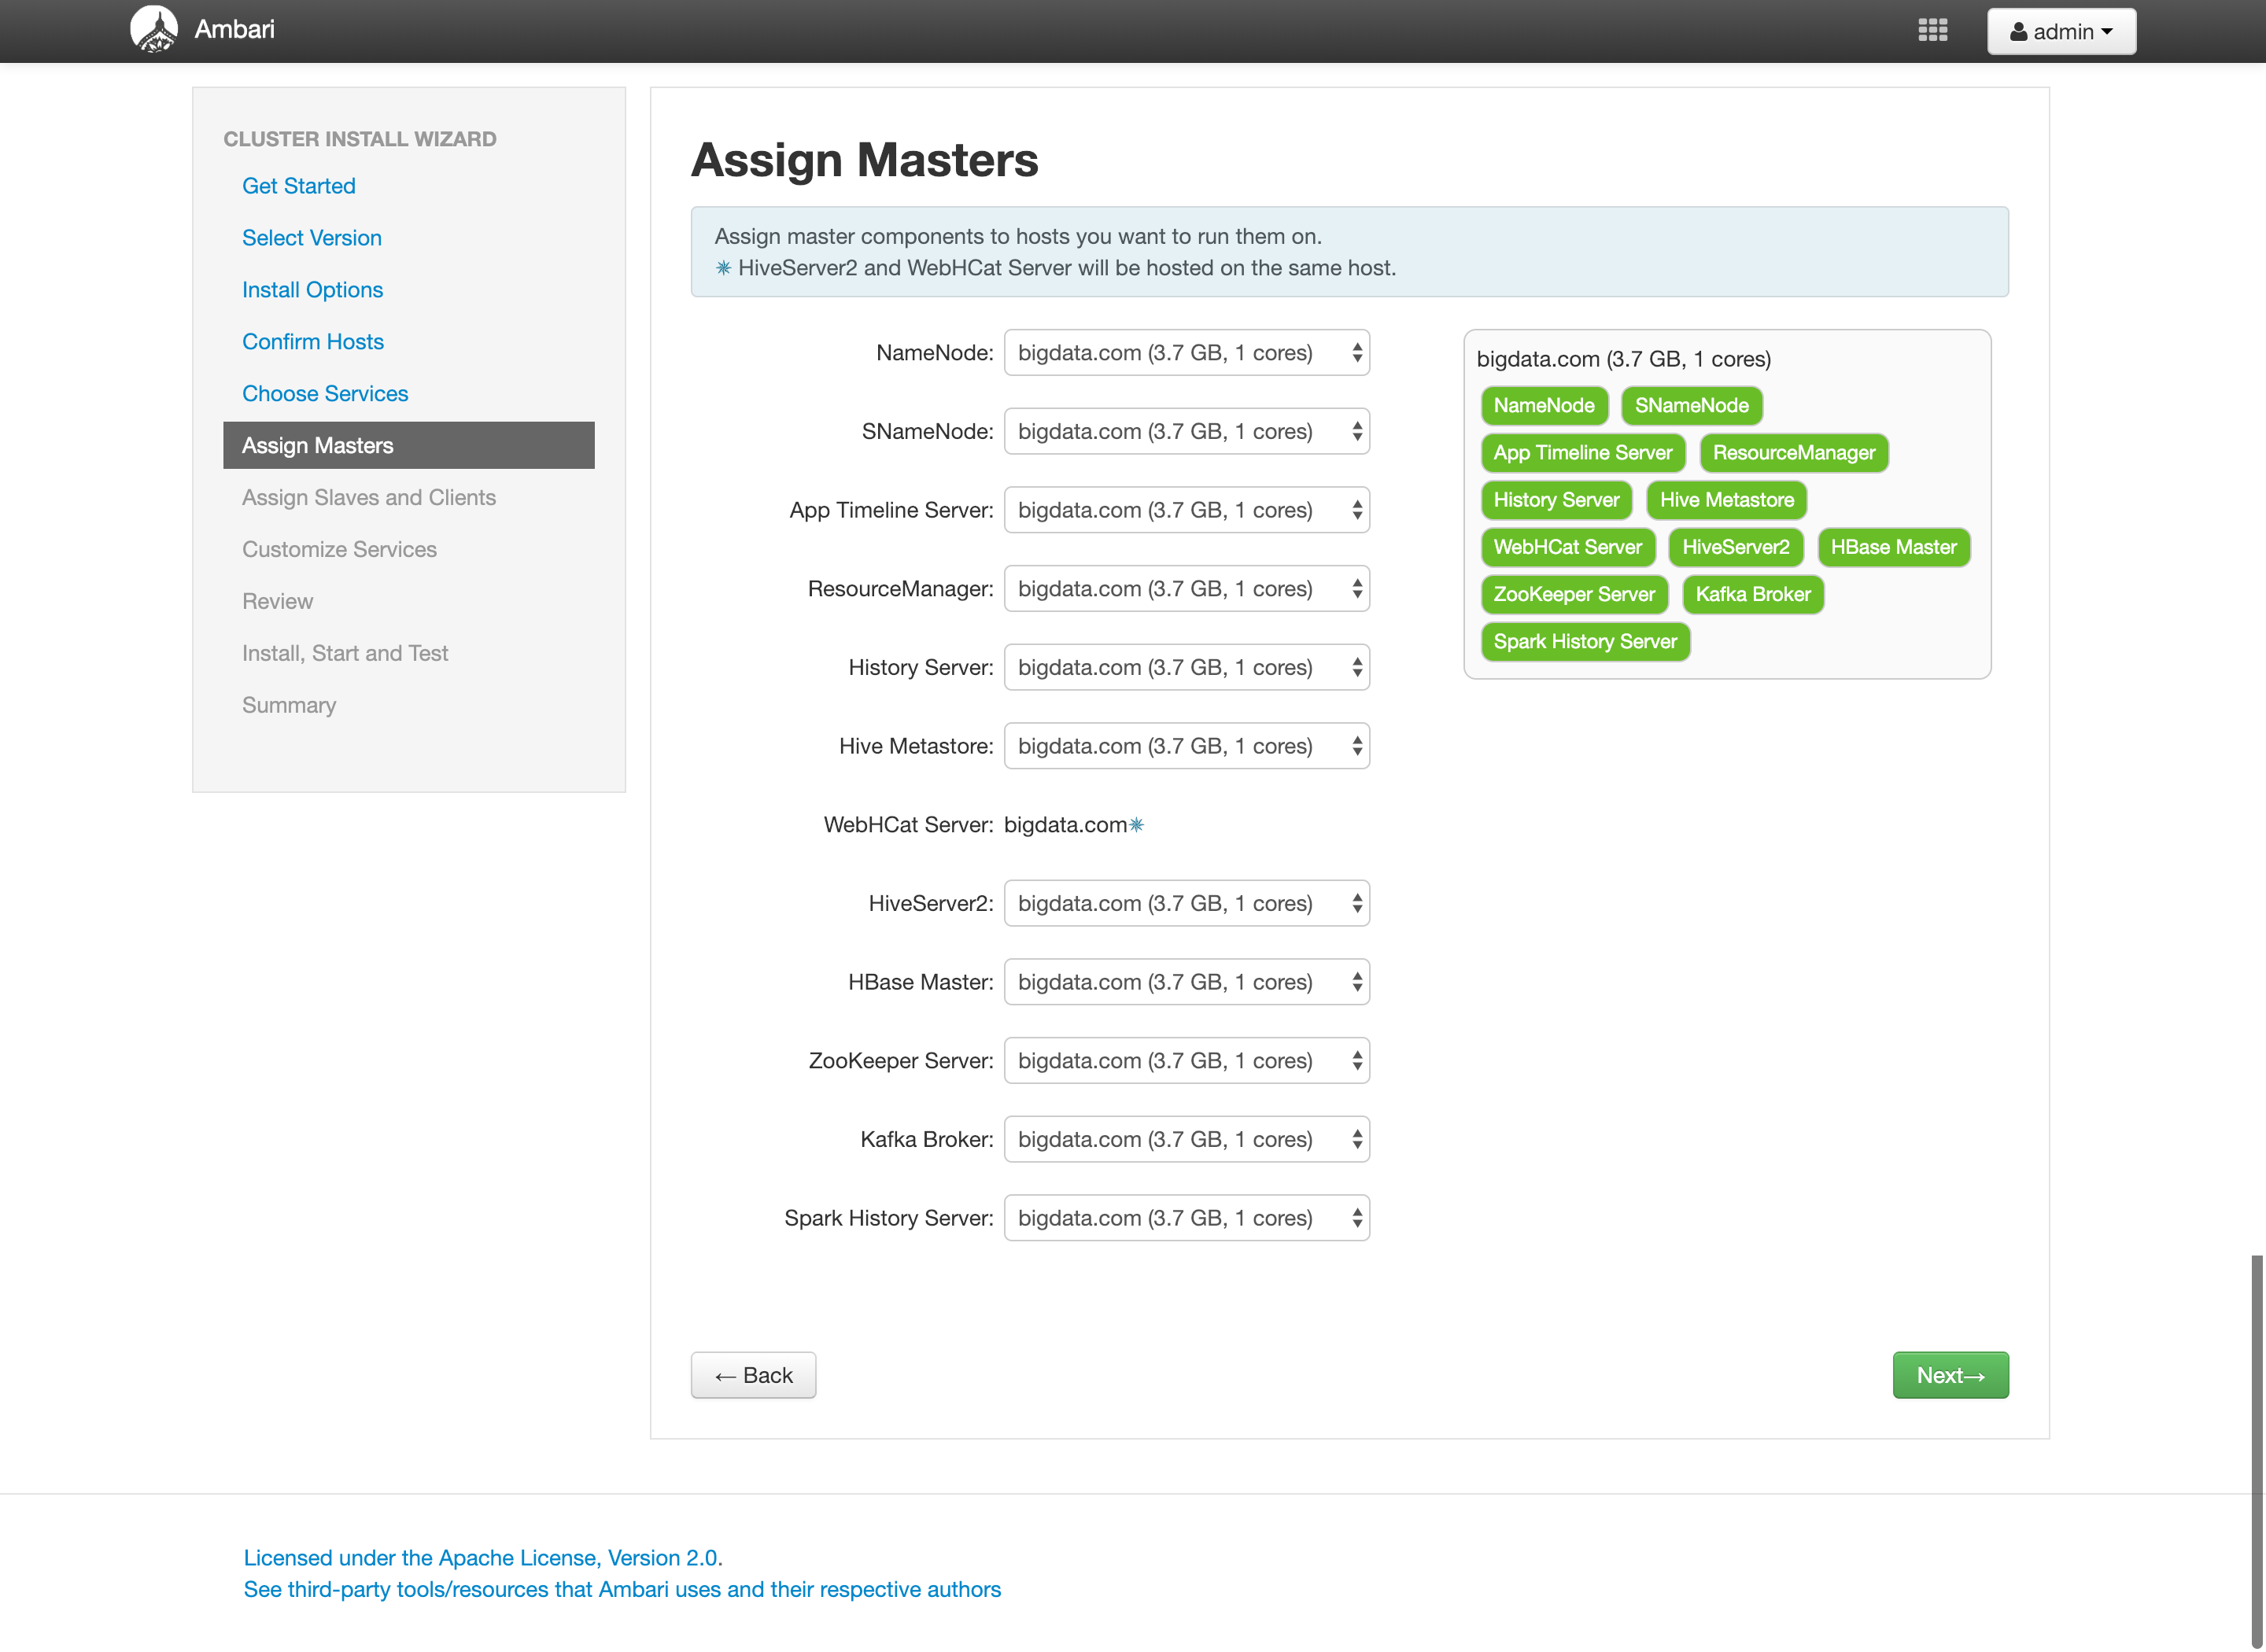 Ambari
admin
CLUSTER INSTALL WIZARD
Get Started
Select Version
Install Options
Confirm Hosts
Choose Services
Assign Masters
Assign Slaves and Clients
Customize Services
Review
Install, Start and Test
Summary
Assign Masters
Assign master components to hosts you want to run them on.
✳ HiveServer2 and WebHCat Server will be hosted on the same host.
NameNode: bigdata.com (3.7 GB, 1 cores)
SNameNode: bigdata.com (3.7 GB, 1 cores)
App Timeline Server: bigdata.com (3.7 GB, 1 cores)
ResourceManager: bigdata.com (3.7 GB, 1 cores)
History Server: bigdata.com (3.7 GB, 1 cores)
Hive Metastore: bigdata.com (3.7 GB, 1 cores)
WebHCat Server: bigdata.com✳
HiveServer2: bigdata.com (3.7 GB, 1 cores)
HBase Master: bigdata.com (3.7 GB, 1 cores)
ZooKeeper Server: bigdata.com (3.7 GB, 1 cores)
Kafka Broker: bigdata.com (3.7 GB, 1 cores)
Spark History Server: bigdata.com (3.7 GB, 1 cores)
bigdata.com (3.7 GB, 1 cores)
NameNode SNameNode
App Timeline Server ResourceManager
History Server Hive Metastore
WebHCat Server HiveServer2 HBase Master
ZooKeeper Server Kafka Broker
Spark History Server
← Back
Next→
Licensed under the Apache License, Version 2.0.
See third-party tools/resources that Ambari uses and their respective authors